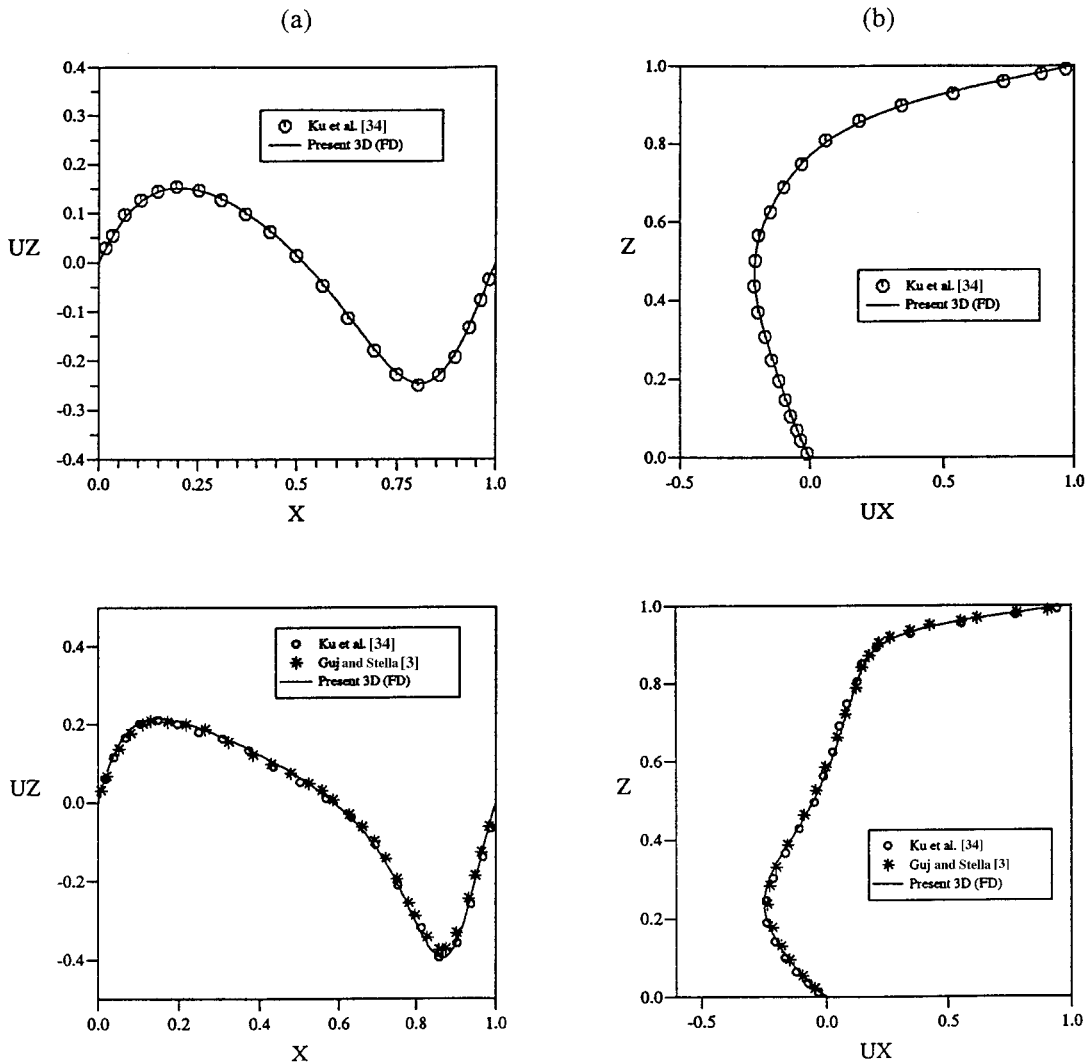 (a)
(b)
0.4
0.3
0.2
0.1
0.0
-0.1
-0.2
-0.3
-0.4
UZ
Ku et al. [34]
Present 3D (FD)
0.0
0.25
0.5
0.75
1.0
X
1.0
0.8
0.6
0.4
0.2
0.0
Z
Ku et al. [34]
Present 3D (FD)
-0.5
0.0
0.5
1.0
UX
0.4
0.2
0.0
-0.2
-0.4
UZ
Ku et al. [34]
Guj and Stella [3]
Present 3D (FD)
0.0
0.2
0.4
0.6
0.8
1.0
X
1.0
0.8
0.6
0.4
0.2
0.0
Z
Ku et al. [34]
Guj and Stella [3]
Present 3D (FD)
-0.5
0.0
0.5
1.0
UX